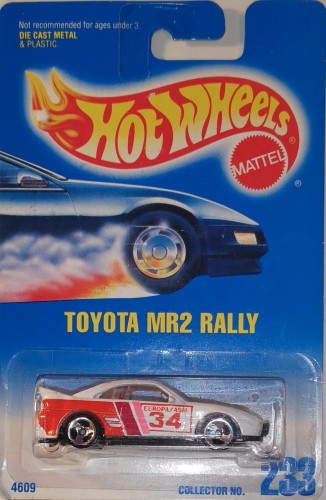 Not recommended for ages under 3.
DIE CAST METAL
& PLASTIC.
HOT WHEELS
®
MATTEL
®
TOYOTA MR2 RALLY
EUROPA/ASAI
34
4609
COLLECTOR NO.
233